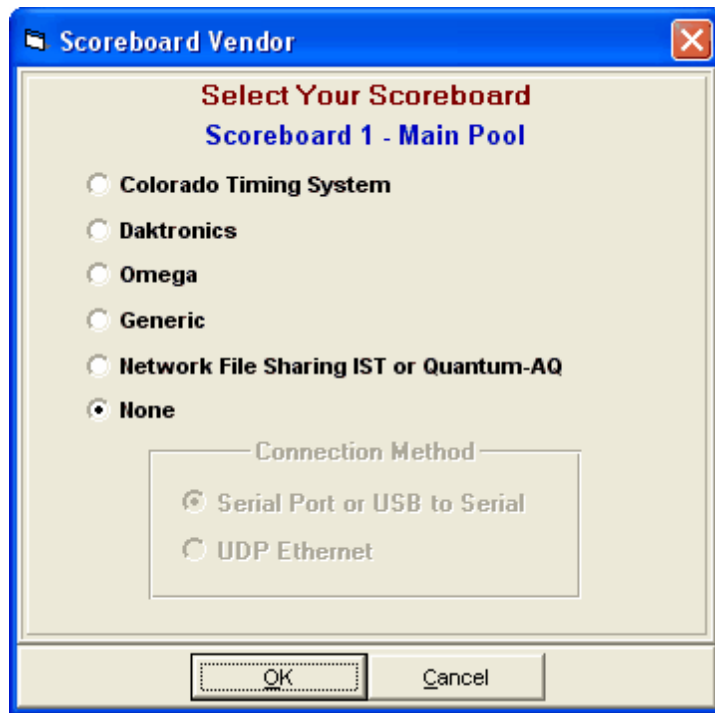 Scoreboard Vendor
Select Your Scoreboard
Scoreboard 1 - Main Pool
Colorado Timing System
Daktronics
Omega
Generic
Network File Sharing IST or Quantum-AQ
None
Connection Method
Serial Port or USB to Serial
UDP Ethernet
OK Cancel